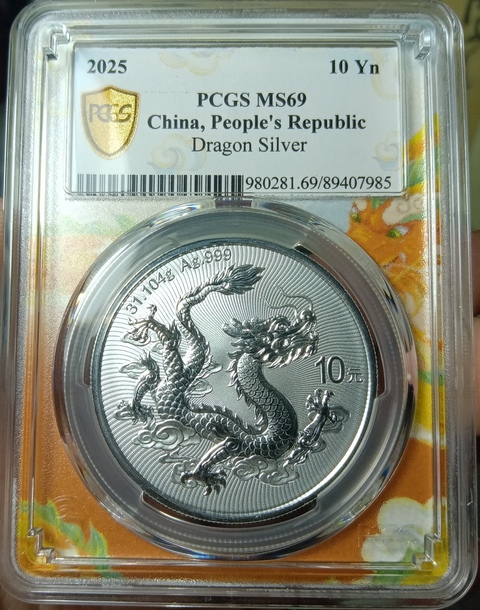 2025
10 Yn
PCGS
PCGS MS69
China, People's Republic
Dragon Silver
980281.69/89407985
31.104g Ag.999
10元